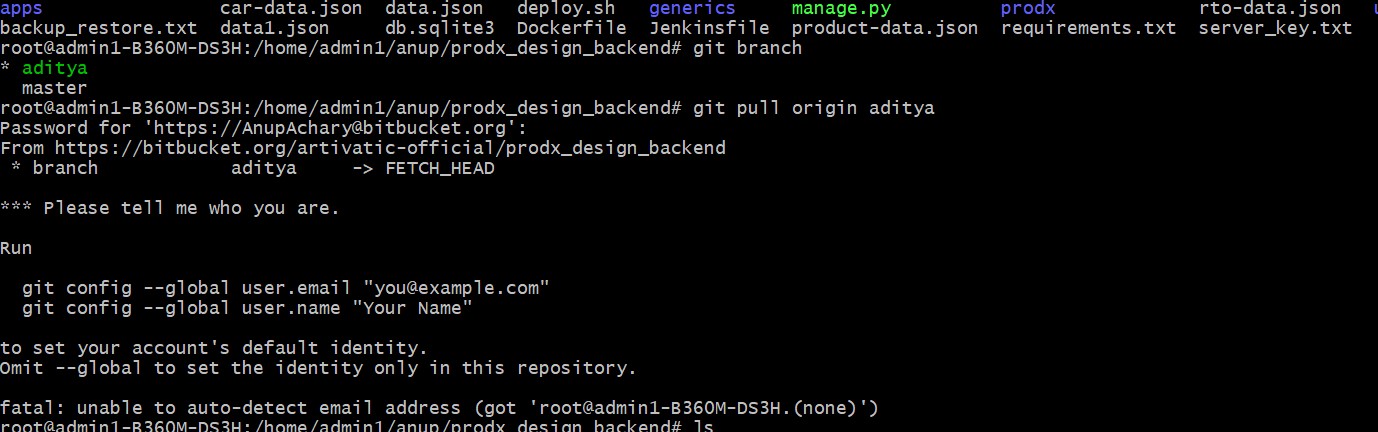 apps car-data.json data.json deploy.sh generics manage.py prodx rto-data.json
backup_restore.txt data1.json db.sqlite3 Dockerfile Jenkinsfile product-data.json requirements.txt server_key.txt
root@admin1-B360M-DS3H:/home/admin1/anup/prodx_design_backend# git branch
* aditya
  master
root@admin1-B360M-DS3H:/home/admin1/anup/prodx_design_backend# git pull origin aditya
Password for 'https://AnupAchary@bitbucket.org':
From https://bitbucket.org/artivatic-official/prodx_design_backend
 * branch            aditya     -> FETCH_HEAD
*** Please tell me who you are.
Run
  git config --global user.email "you@example.com"
  git config --global user.name "Your Name"
to set your account's default identity.
Omit --global to set the identity only in this repository.
fatal: unable to auto-detect email address (got 'root@admin1-B360M-DS3H.(none)')
root@admin1-B360M-DS3H:/home/admin1/anup/prodx_design_backend# ls